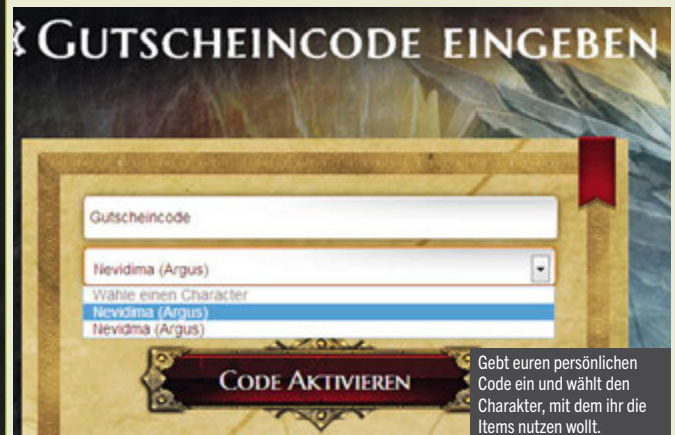 GUTSCHEINCODE EINGEBEN
Gutscheincode
Nevidima (Argus)
Wähle einen Character
Nevidima (Argus)
Nevidma (Argus)
CODE AKTIVIEREN
Gebt euren persönlichen
Code ein und wählt den
Charakter, mit dem ihr die
Items nutzen wollt.